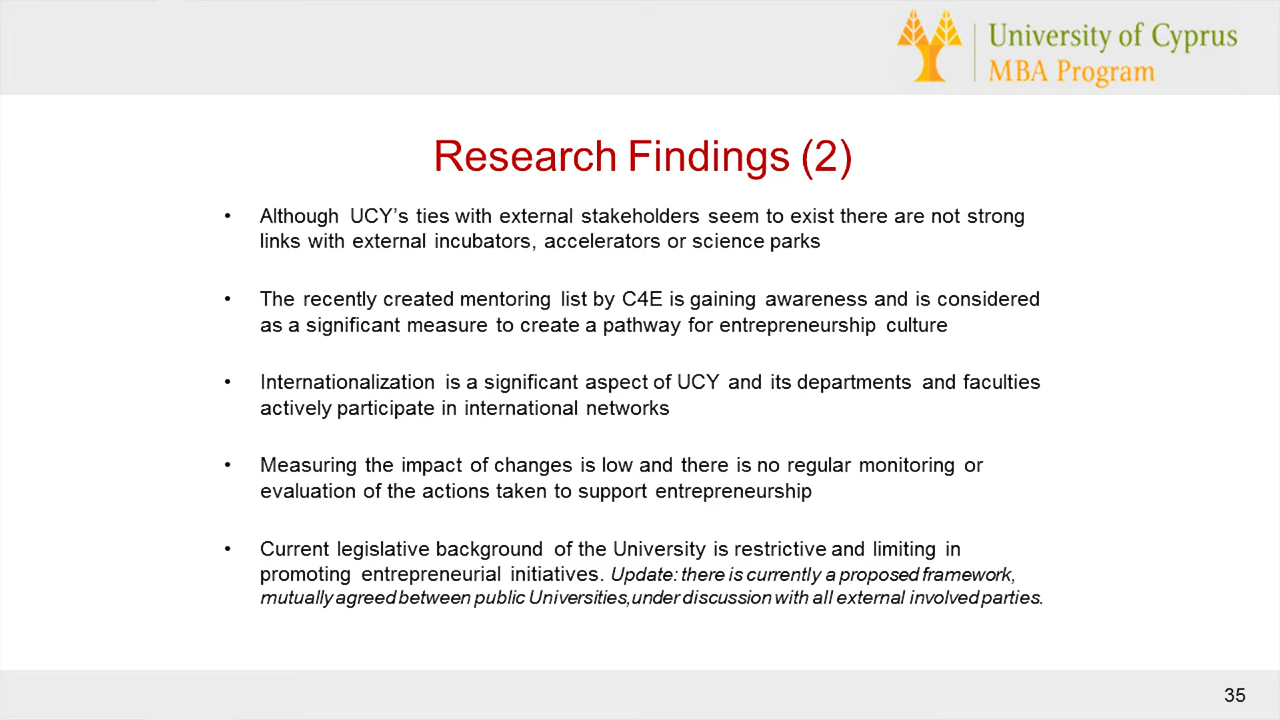 University of Cyprus
MBA Program
Research Findings (2)
• Although UCY’s ties with external stakeholders seem to exist there are not strong
links with external incubators, accelerators or science parks
• The recently created mentoring list by C4E is gaining awareness and is considered
as a significant measure to create a pathway for entrepreneurship culture
• Internationalization is a significant aspect of UCY and its departments and faculties
actively participate in international networks
• Measuring the impact of changes is low and there is no regular monitoring or
evaluation of the actions taken to support entrepreneurship
• Current legislative background of the University is restrictive and limiting in
promoting entrepreneurial initiatives. Update: there is currently a proposed framework,
mutually agreed between public Universities,under discussion with all external involved parties.
35